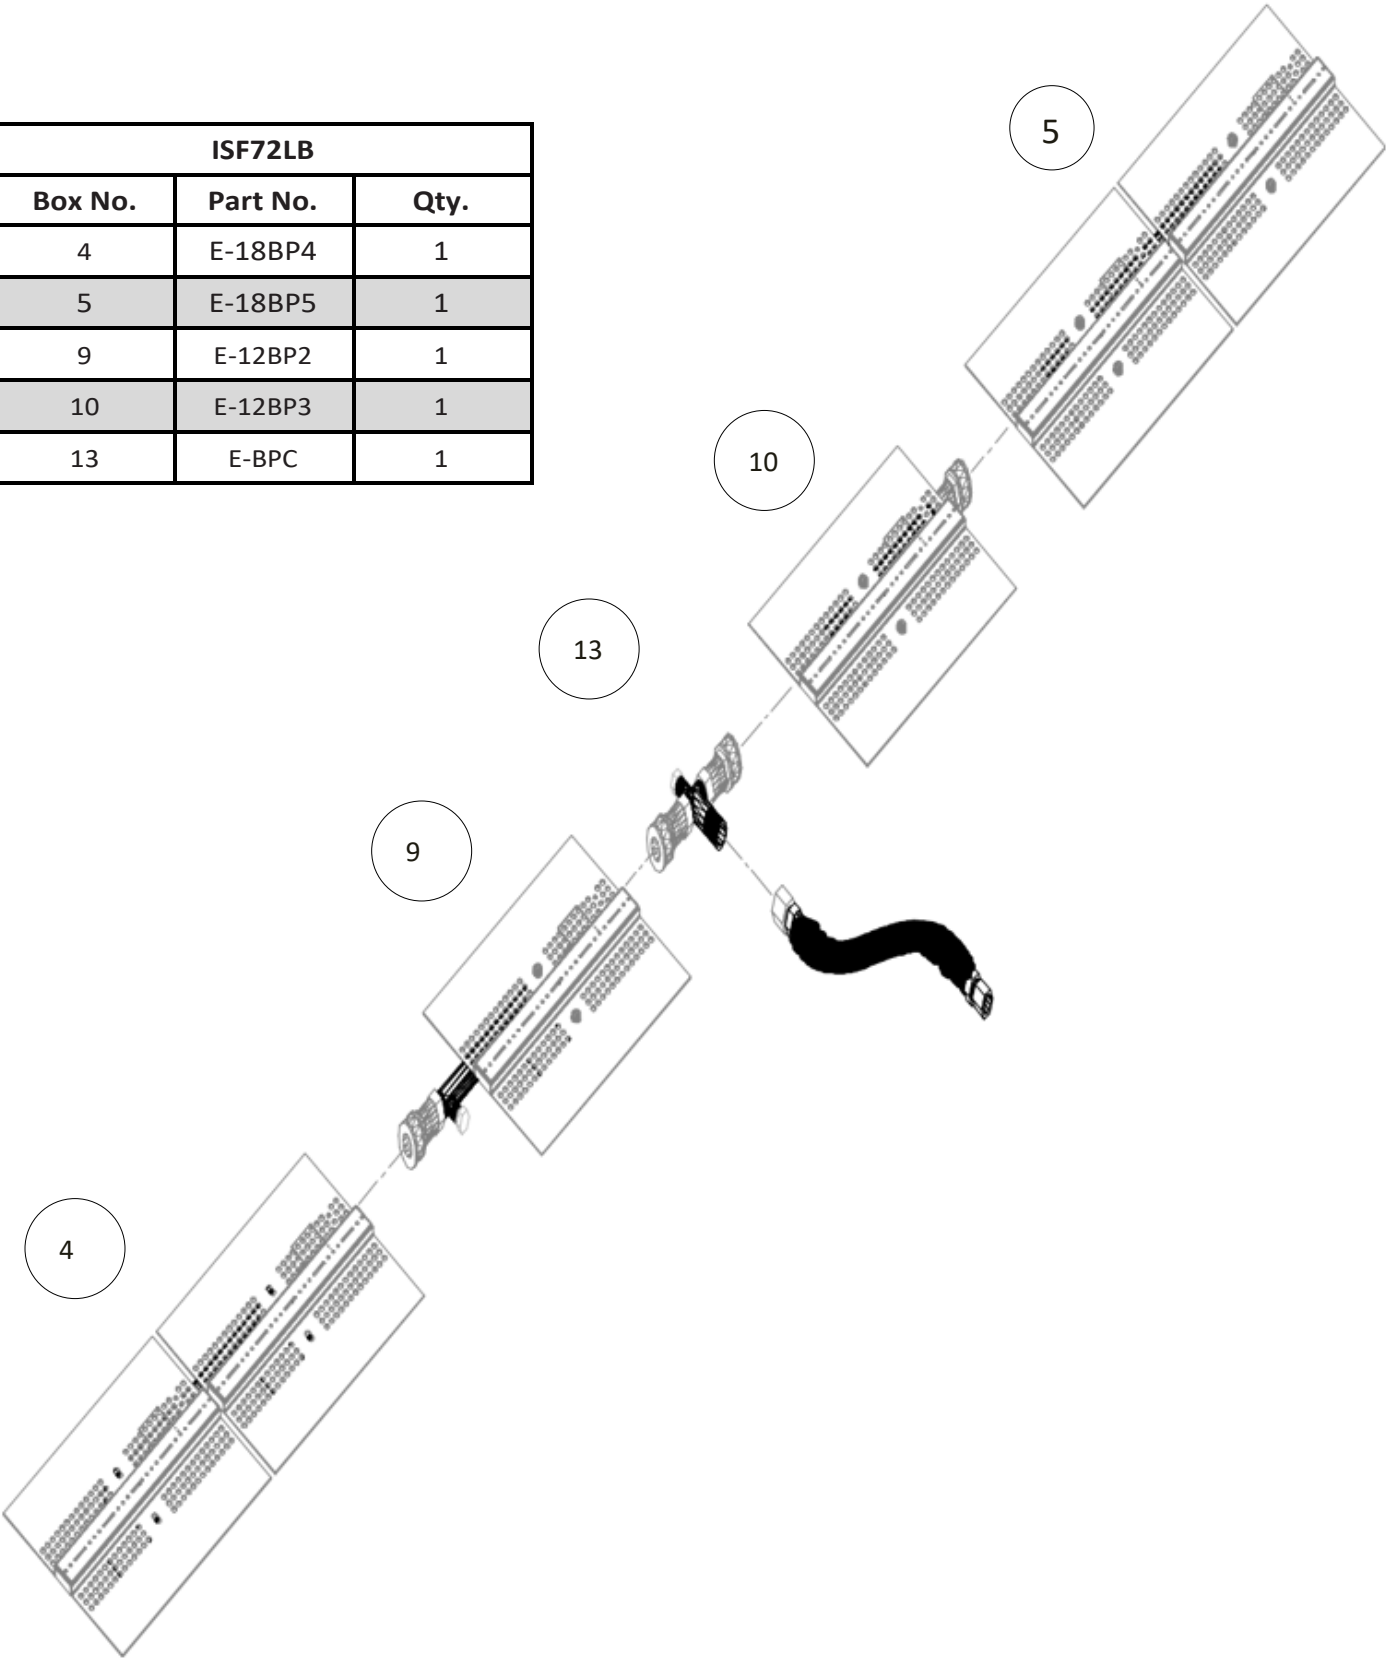 ISF72LB
Box No. Part No. Qty.
4 E-18BP4 1
5 E-18BP5 1
9 E-12BP2 1
10 E-12BP3 1
13 E-BPC 1
5
10
13
9
4